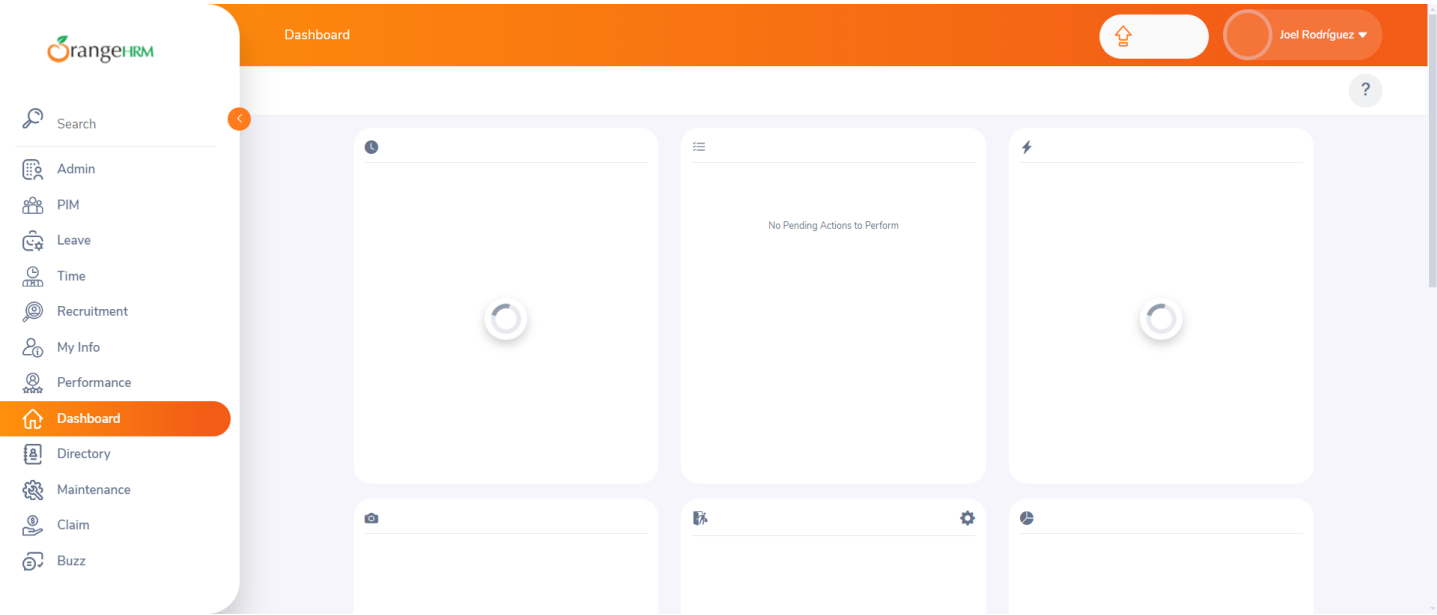 OrangeHRM
Dashboard
Joel Rodríguez
?
Search
Admin
PIM
Leave
Time
Recruitment
My Info
Performance
Dashboard
Directory
Maintenance
Claim
Buzz
No Pending Actions to Perform